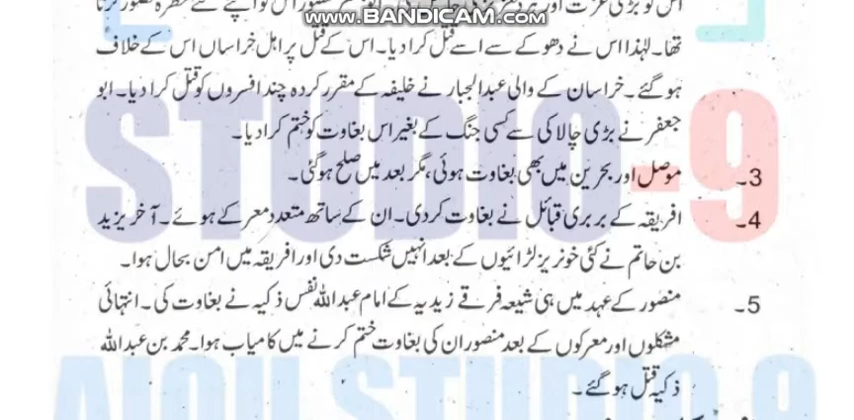 www.BANDICAM.com
تھا۔ لہٰذا اس نے دھوکے سے اسے قتل کرا دیا۔ اس کے قتل پر اہل خراساں اس کے خلاف
ہو گئے۔ خراسان کے والی عبدالجبار نے خلیفہ کے مقرر کردہ چند افسروں کو قتل کرا دیا۔ ابو
جعفر نے بڑی چالاکی سے کسی جنگ کے بغیر اس بغاوت کو ختم کرا دیا۔
3۔ موصل اور بحرین میں بھی بغاوت ہوئی، مگر بعد میں صلح ہو گئی۔
4۔ افریقہ کے بربری قبائل نے بغاوت کر دی۔ ان کے ساتھ متعدد معرکے ہوئے۔ آخر یزید
بن حاتم نے کئی خونریز لڑائیوں کے بعد انہیں شکست دی اور افریقہ میں امن بحال ہوا۔
5۔ منصور کے عہد میں ہی شیعہ فرقے زیدیہ کے امام عبداللہ نفس ذکیہ نے بغاوت کی۔ انتہائی
مشکلوں اور معرکوں کے بعد منصور ان کی بغاوت ختم کرنے میں کامیاب ہوا۔ محمد بن عبداللہ
ذکیہ قتل ہو گئے۔
STUDIO-9
AIOU STUDIO 9